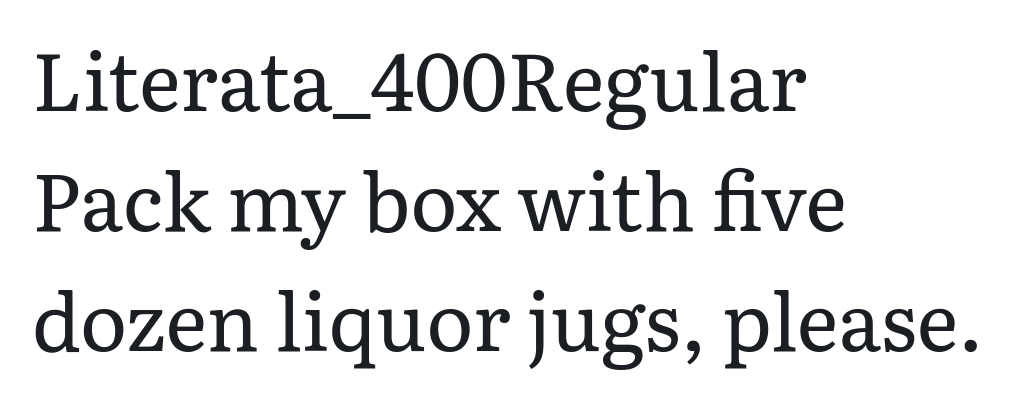 Literata_400Regular
Pack my box with five
dozen liquor jugs, please.